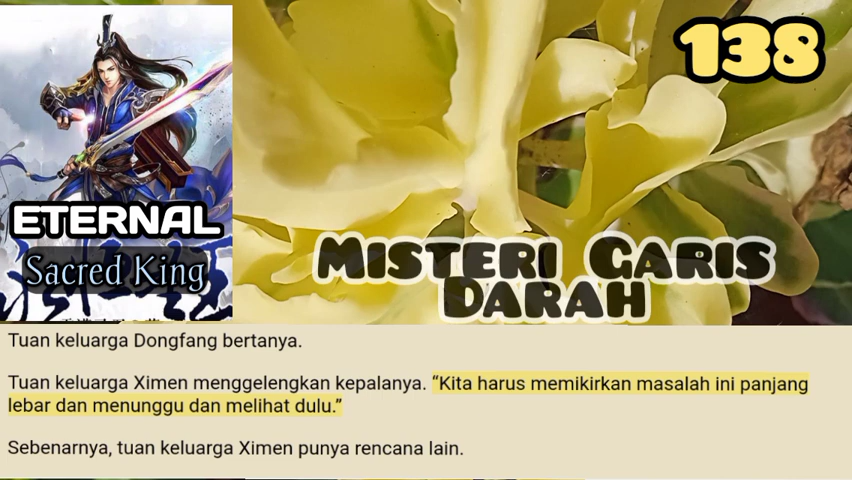 138
ETERNAL
Sacred King
MISTERI GARIS
DARAH
Tuan keluarga Dongfang bertanya.
Tuan keluarga Ximen menggelengkan kepalanya. “Kita harus memikirkan masalah ini panjang
lebar dan menunggu dan melihat dulu.”
Sebenarnya, tuan keluarga Ximen punya rencana lain.